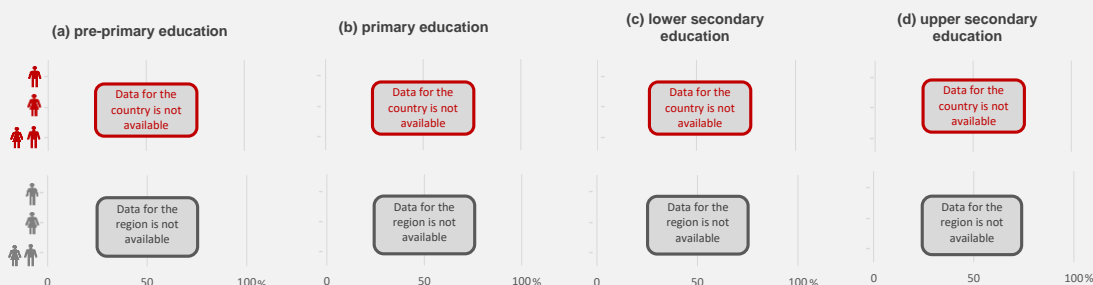 (a) pre-primary education
(b) primary education
(c) lower secondary
education
(d) upper secondary
education
Data for the
country is not
available
Data for the
country is not
available
Data for the
country is not
available
Data for the
country is not
available
Data for the
region is not
available
Data for the
region is not
available
Data for the
region is not
available
Data for the
region is not
available
0 50 100% 0 50 100% 0 50 100% 0 50 100%